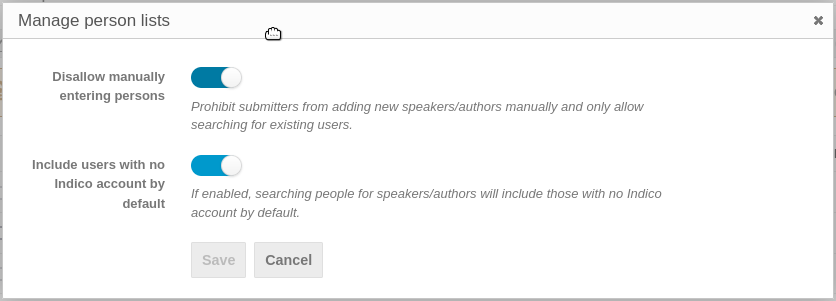 Manage person lists
Disallow manually
entering persons
Prohibit submitters from adding new speakers/authors manually and only allow
searching for existing users.
Include users with no
Indico account by
default
If enabled, searching people for speakers/authors will include those with no Indico
account by default.
Save Cancel